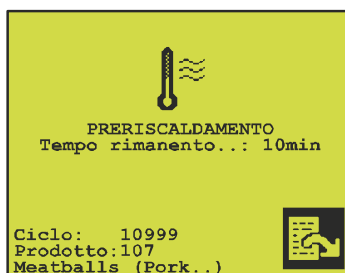 PRERISCALDAMENTO
Tempo rimanento..: 10min
Ciclo: 10999
Prodotto:107
Meatballs (Pork..)